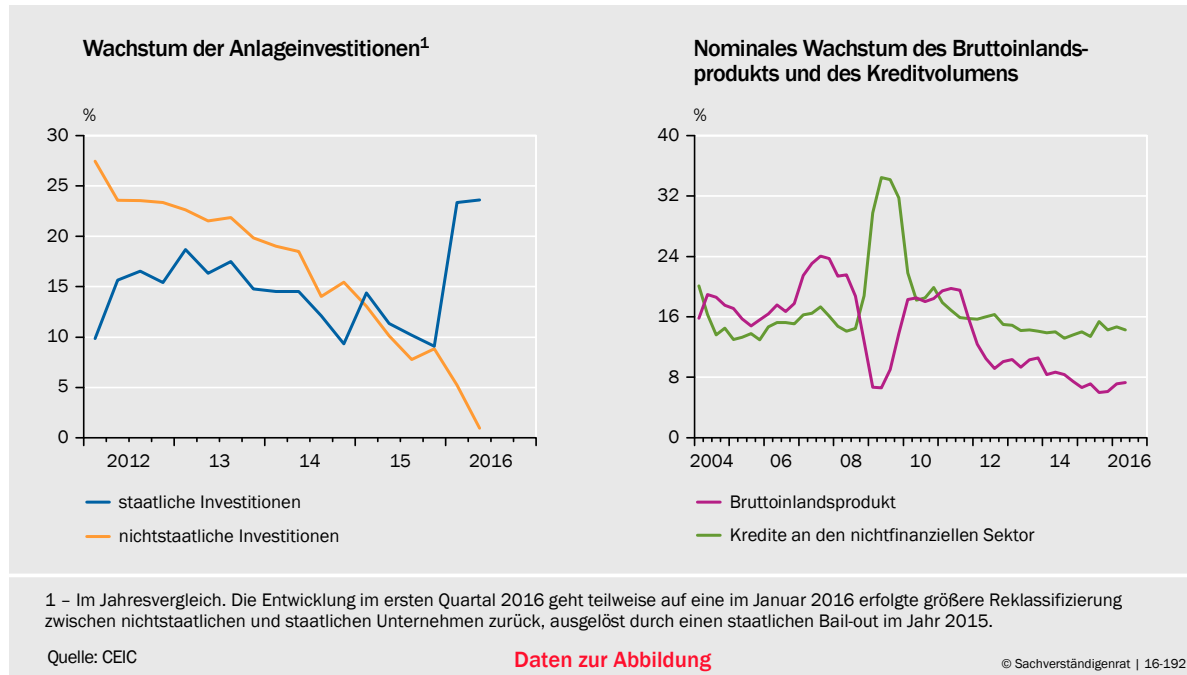 Wachstum der Anlageinvestitionen¹
%
30
25
20
15
10
5
0
2012 13 14 15 2016
staatliche Investitionen
nichtstaatliche Investitionen
Nominales Wachstum des Bruttoinlands-
produkts und des Kreditvolumens
%
40
32
24
16
8
0
2004 06 08 10 12 14 2016
Bruttoinlandsprodukt
Kredite an den nichtfinanziellen Sektor
1 – Im Jahresvergleich. Die Entwicklung im ersten Quartal 2016 geht teilweise auf eine im Januar 2016 erfolgte größere Reklassifizierung
zwischen nichtstaatlichen und staatlichen Unternehmen zurück, ausgelöst durch einen staatlichen Bail-out im Jahr 2015.
Quelle: CEIC
Daten zur Abbildung
© Sachverständigenrat | 16-192